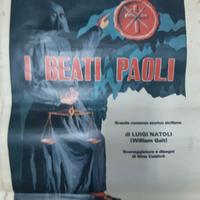 I BEATI PAOLI
Grande romanzo storico siciliano
di LUIGI NATOLI
(William Galt)
Sceneggiatura e disegni
di Nino Calabrò